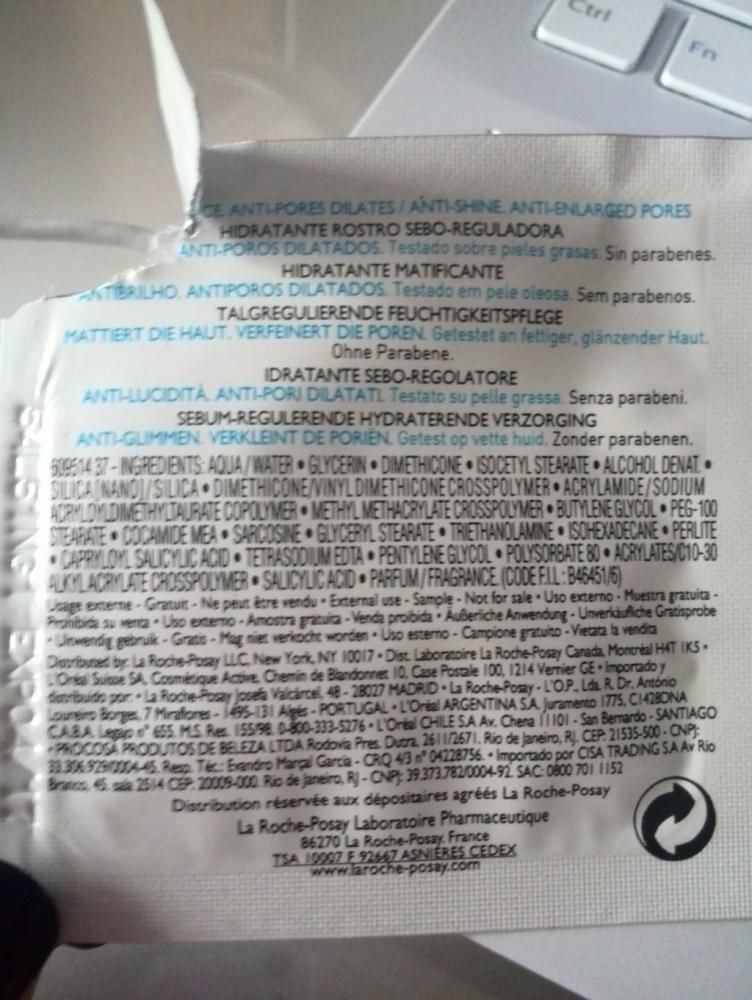 Ctrl
Fn
CE. ANTI-PORES DILATES / ANTI-SHINE. ANTI-ENLARGED PORES
HIDRATANTE ROSTRO SEBO-REGULADORA
ANTI-POROS DILATADOS. Testado sobre pieles grasas. Sin parabenes.
HIDRATANTE MATIFICANTE
ANTIBRILHO. ANTIPOROS DILATADOS. Testado em pele oleosa. Sem parabenos.
TALGREGULIERENDE FEUCHTIGKEITSPFLEGE
MATTIERT DIE HAUT. VERFEINERT DIE POREN. Getestet an fettiger, glänzender Haut.
Ohne Parabene.
IDRATANTE SEBO-REGOLATORE
ANTI-LUCIDITÀ. ANTI-PORI DILATATI. Testato su pelle grassa. Senza parabeni.
SEBUM-REGULERENDE HYDRATERENDE VERZORGING
ANTI-GLIMMEN. VERKLEINT DE PORIËN. Getest op vette huid. Zonder parabenen.
609514 37 - INGREDIENTS: AQUA / WATER • GLYCERIN • DIMETHICONE • ISOCETYL STEARATE • ALCOHOL DENAT. •
SILICA [NANO] / SILICA • DIMETHICONE/VINYL DIMETHICONE CROSSPOLYMER • ACRYLAMIDE/SODIUM
ACRYLOYLDIMETHYLTAURATE COPOLYMER • METHYL METHACRYLATE CROSSPOLYMER • BUTYLENE GLYCOL • PEG-100
STEARATE • COCAMIDE MEA • SARCOSINE • GLYCERYL STEARATE • TRIETHANOLAMINE • ISOHEXADECANE • PERLITE
• CAPRYLOYL SALICYLIC ACID • TETRASODIUM EDTA • PENTYLENE GLYCOL • POLYSORBATE 80 • ACRYLATES/C10-30
ALKYL ACRYLATE CROSSPOLYMER • SALICYLIC ACID • PARFUM / FRAGRANCE. (CODE F.I.L. : B46451/6)
Usage externe - Gratuit - Ne peut être vendu • External use - Sample - Not for sale • Uso externo - Muestra gratuita -
Prohibida su venta • Uso externo - Amostra gratuita - Venda proibida • Äußerliche Anwendung - Unverkäufliche Gratisprobe
• Uitwendig gebruik - Gratis - Mag niet verkocht worden • Uso esterno - Campione gratuito - Vietata la vendita
Distributed by: La Roche-Posay LLC, New York, NY 10017 • Dist. Laboratoire La Roche-Posay Canada, Montréal H4T 1K5 •
L'Oréal Suisse SA, Cosmétique Active, Chemin de Blandonnet 10, Case Postale 100, 1214 Vernier GE • Importado y
distribuido por: • La Roche-Posay Josefa Valcárcel, 48 - 28027 MADRID • La Roche-Posay - L'O.P., Lda. R. Dr. António
Loureiro Borges, 7 Miraflores - 1495-131 Algés - PORTUGAL • L'Oréal ARGENTINA S.A. Juramento 1775, C1428DNA
C.A.B.A. Legajo n° 655. M.S. Res. 155/98. 0-800-333-5276 • L'Oréal CHILE S.A Av. Chena 11101 - San Bernardo - SANTIAGO
• PROCOSA PRODUTOS DE BELEZA LTDA Rodovia Pres. Dutra, 2611/2671. Rio de Janeiro, RJ. CEP: 21535-500 - CNPJ:
33.306.929/0004-45. Resp. Téc.: Evandro Marçal Garcia - CRQ 4/3 n° 04228756. • Importado por CISA TRADING S.A Av Rio
Branco, 45, sala 2514 CEP: 20009-000. Rio de Janeiro, RJ - CNPJ: 39.373.782/0004-92. SAC: 0800 701 1152
Distribution réservée aux dépositaires agréés La Roche-Posay
La Roche-Posay Laboratoire Pharmaceutique
86270 La Roche-Posay. France
TSA 10007 F 92667 ASNIÈRES CEDEX
www.laroche-posay.com